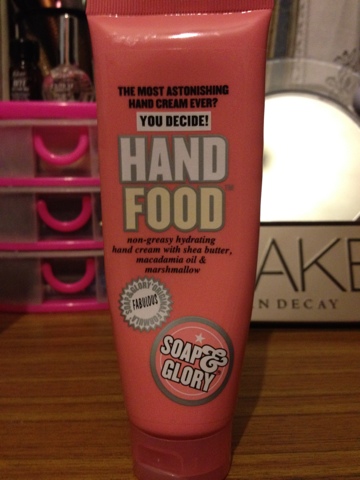 THE MOST ASTONISHING
HAND CREAM EVER?
YOU DECIDE!
HAND
FOOD™
non-greasy hydrating
hand cream with shea butter,
macadamia oil &
marshmallow
FABULOUS
SOAP&
GLORY
AKE
N DECAY